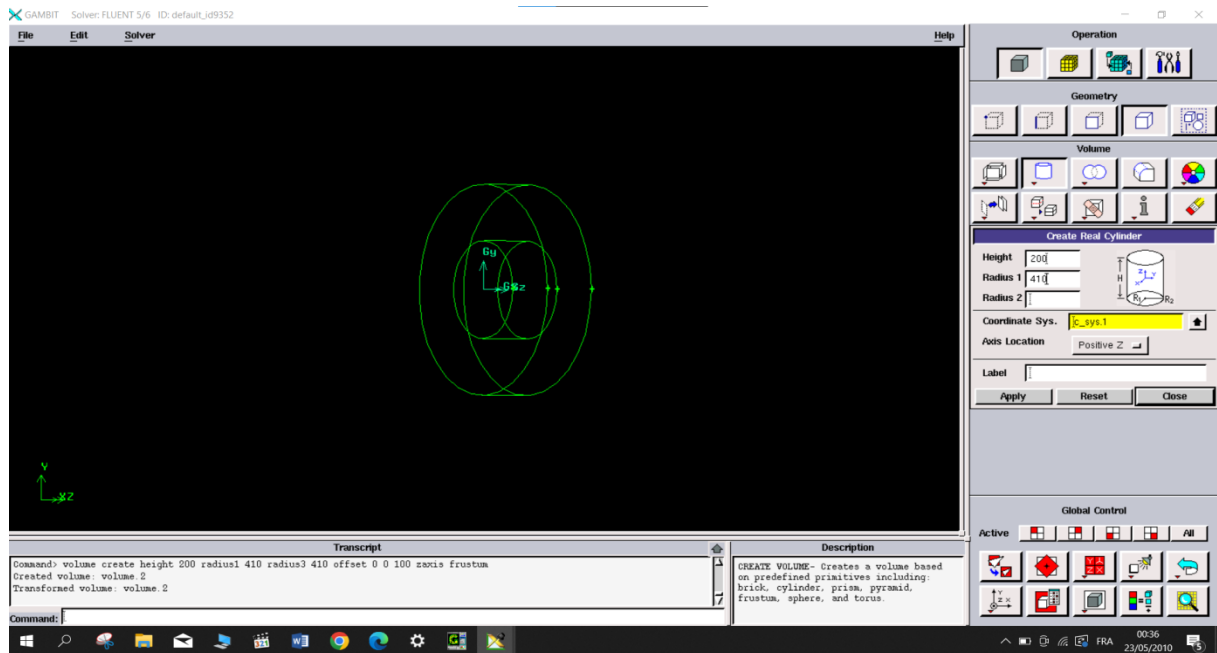 GAMBIT Solver: FLUENT 5/6 ID: default_id9352
File Edit Solver Help
Operation
Geometry
Volume
Create Real Cylinder
Height 200
Radius 1 410
Radius 2
H
Z
Y
X
R1
R2
Coordinate Sys. c_sys.1
Axis Location Positive Z
Label
Apply Reset Close
Gy
Y
Global Control
Active All
Transcript
Command> volume create height 200 radius1 410 radius3 410 offset 0 0 100 zaxis frustum
Created volume: volume.2
Transformed volume: volume.2
Command:
Description
CREATE VOLUME- Creates a volume based
on predefined primitives including:
brick, cylinder, prism, pyramid,
frustum, sphere, and torus.
FRA
00:36
23/05/2010
5